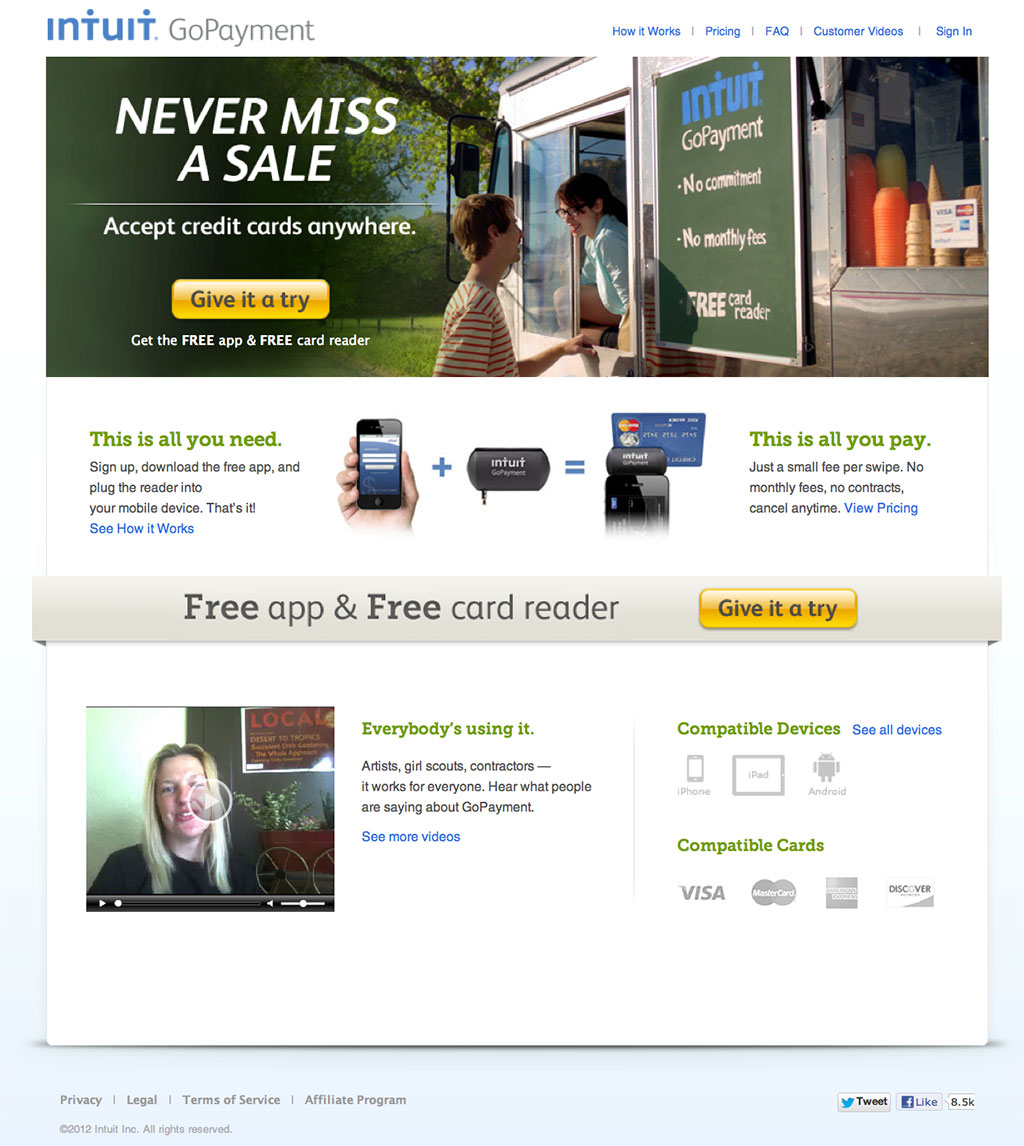 intuit. GoPayment
How it Works | Pricing | FAQ | Customer Videos | Sign In
NEVER MISS
A SALE
Accept credit cards anywhere.
Give it a try
Get the FREE app & FREE card reader
intuit
GoPayment
• No commitment
• No monthly fees
FREE card
reader
VISA
MasterCard
intuit
This is all you need.
Sign up, download the free app, and
plug the reader into
your mobile device. That's it!
See How it Works
+
intuit
GoPayment
=
intuit
GoPayment
This is all you pay.
Just a small fee per swipe. No
monthly fees, no contracts,
cancel anytime. View Pricing
Free app & Free card reader
Give it a try
LOCAL
DESERT TO TROPICS
Succulent Dish Gardening
- The Whole Approach
Everybody's using it.
Artists, girl scouts, contractors —
it works for everyone. Hear what people
are saying about GoPayment.
See more videos
Compatible Devices See all devices
iPhone
iPad
Android
Compatible Cards
VISA
MasterCard
AMERICAN
EXPRESS
DISCOVER
NETWORK
Privacy | Legal | Terms of Service | Affiliate Program
Tweet
Like
8.5k
©2012 Intuit Inc. All rights reserved.